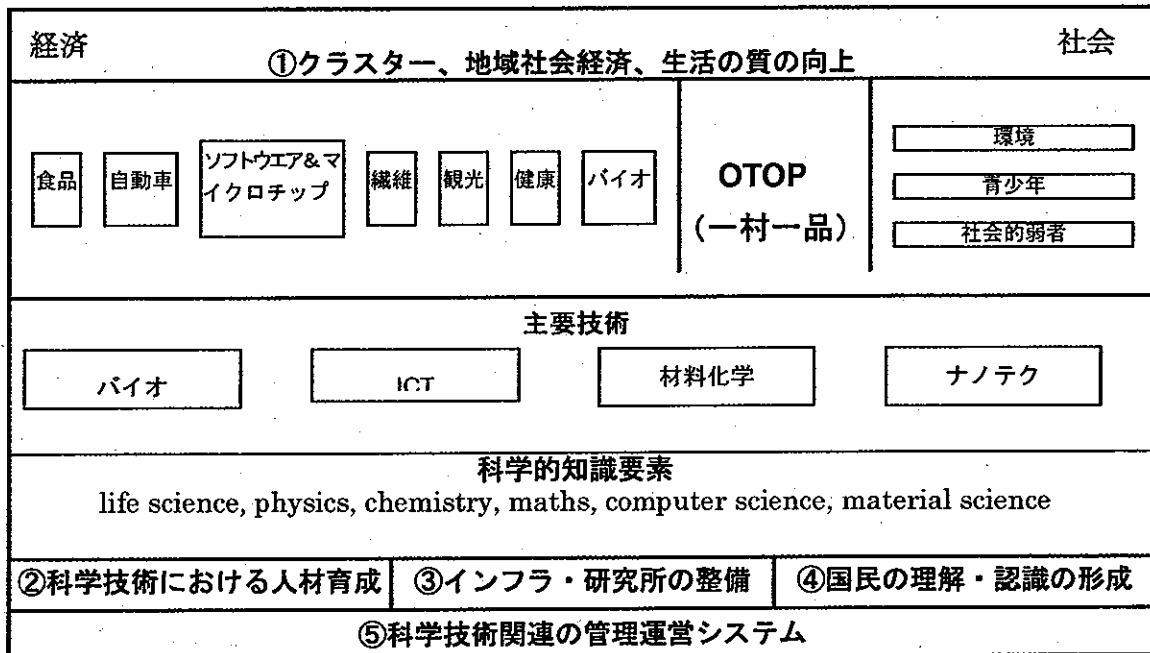 経済
社会
①クラスター、地域社会経済、生活の質の向上
食品
自動車
ソフトウエア&マ
イクロチップ
繊維
観光
健康
バイオ
OTOP
(一村一品)
環境
青少年
社会的弱者
主要技術
バイオ
ICT
材料化学
ナノテク
科学的知識要素
life science, physics, chemistry, maths, computer science, material science
②科学技術における人材育成
③インフラ・研究所の整備
④国民の理解・認識の形成
⑤科学技術関連の管理運営システム